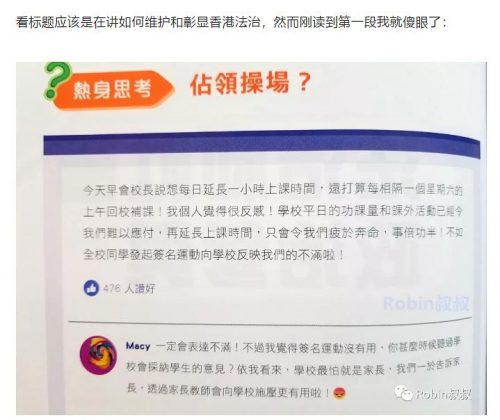 看标题应该是在讲如何维护和彰显香港法治，然而刚读到第一段我就傻眼了：
? 熱身思考 佔領操場？
今天早會校長說想每日延長一小時上課時間，還打算每相隔一個星期六的
上午回校補課！我個人覺得很反感！學校平日的功課量和課外活動已經令
我們難以應付，再延長上課時間，只會令我們疲於奔命，事倍功半！不如
全校同學發起簽名運動向學校反映我們的不滿啦！
476 人讚好
Robin叔叔
Macy 一定會表達不滿！不過我覺得簽名運動沒有用，你甚麼時候聽過學
校會採納學生的意見？依我看來，學校最怕就是家長，我們一於告訴家
長，透過家長教師會向學校施壓更有用啦！
Robin叔叔